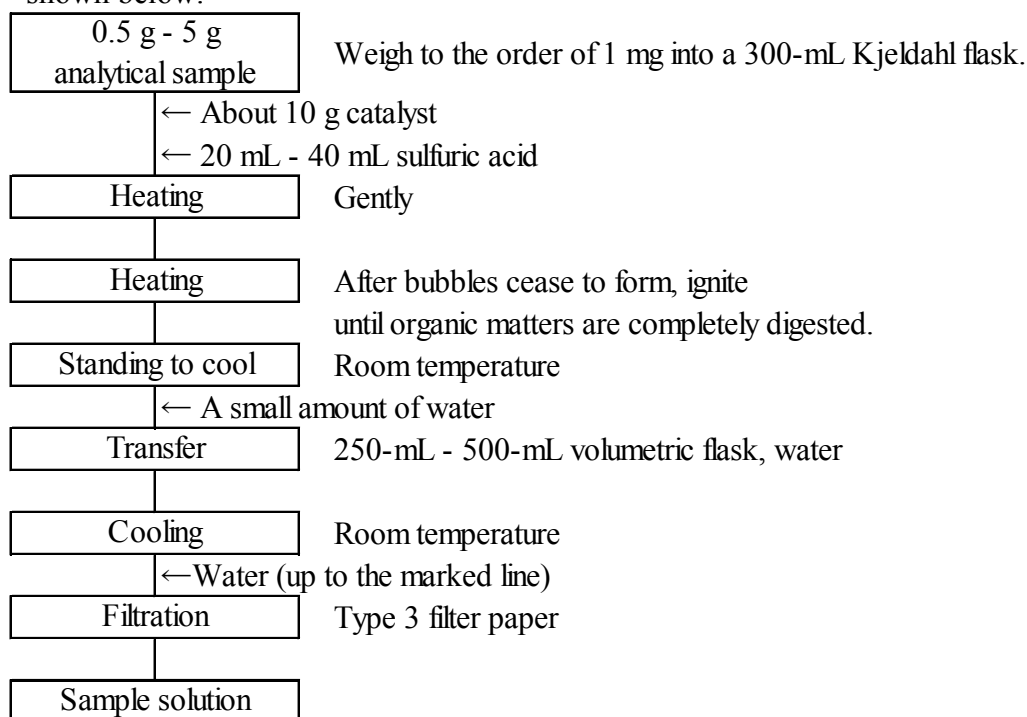 shown below:
0.5 g - 5 g
analytical sample
Weigh to the order of 1 mg into a 300-mL Kjeldahl flask.
← About 10 g catalyst
← 20 mL - 40 mL sulfuric acid
Heating
Gently
Heating
After bubbles cease to form, ignite
until organic matters are completely digested.
Standing to cool
Room temperature
← A small amount of water
Transfer
250-mL - 500-mL volumetric flask, water
Cooling
Room temperature
←Water (up to the marked line)
Filtration
Type 3 filter paper
Sample solution